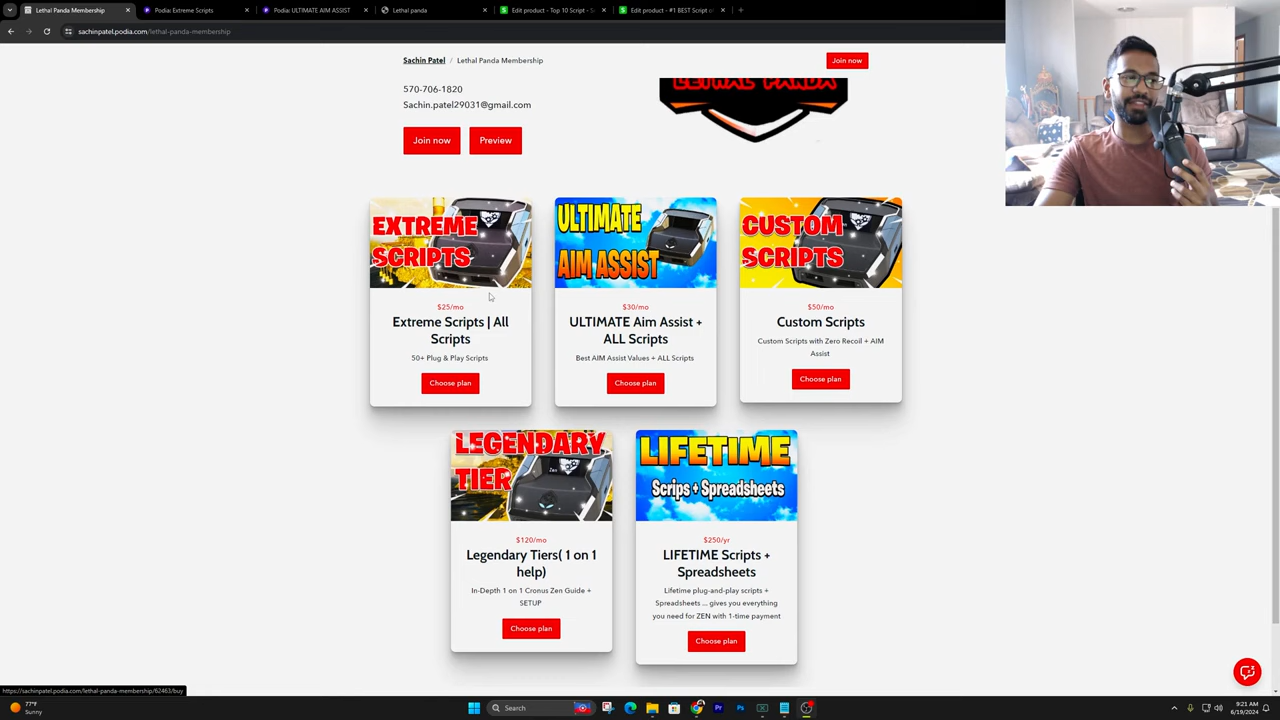 Lethal Panda Membership
Podia: Extreme Scripts
Podia: ULTIMATE AIM ASSIST
Lethal panda
Edit product - Top 10 Script - S
Edit product - #1 BEST Script o
sachinpatel.podia.com/lethal-panda-membership
Sachin Patel / Lethal Panda Membership
Join now
LETHAL PANDA
570-706-1820
Sachin.patel29031@gmail.com
Join now
Preview
EXTREME
SCRIPTS
$25/mo
Extreme Scripts | All
Scripts
50+ Plug & Play Scripts
Choose plan
ULTIMATE
AIM ASSIST
$30/mo
ULTIMATE Aim Assist +
ALL Scripts
Best AIM Assist Values + ALL Scripts
Choose plan
CUSTOM
SCRIPTS
$50/mo
Custom Scripts
Custom Scripts with Zero Recoil + AIM
Assist
Choose plan
LEGENDARY
TIER
Zen
$120/mo
Legendary Tiers( 1 on 1
help)
In-Depth 1 on 1 Cronus Zen Guide +
SETUP
Choose plan
LIFETIME
Scrips + Spreadsheets
$250/yr
LIFETIME Scripts +
Spreadsheets
Lifetime plug-and-play scripts +
Spreadsheets ... gives you everything
you need for ZEN with 1-time payment
Choose plan
https://sachinpatel.podia.com/lethal-panda-membership/62463/buy
77°F
Sunny
Search
9:21 AM
6/19/2024